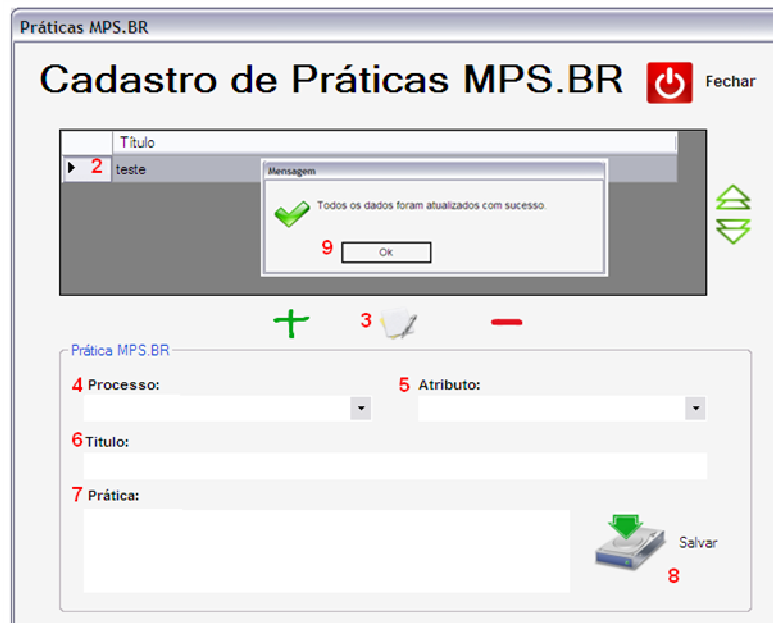 Práticas MPS.BR
Cadastro de Práticas MPS.BR Fechar
Título
2 teste
Mensagem
Todos os dados foram atualizados com sucesso.
9 Ok
3
Prática MPS.BR
4 Processo: 5 Atributo:
6 Titulo:
7 Prática:
Salvar
8